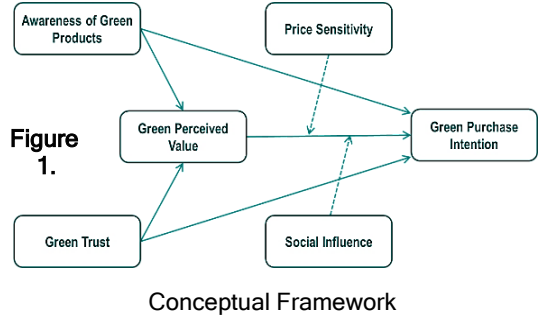 Awareness of Green
Products
Price Sensitivity
Figure
1.
Green Perceived
Value
Green Purchase
Intention
Green Trust
Social Influence
Conceptual Framework